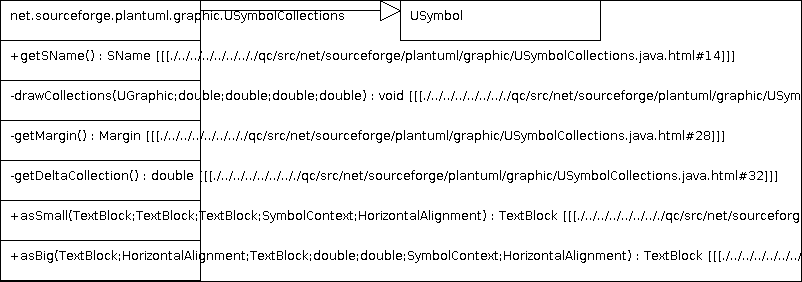 net.sourceforge.plantuml.graphic.USymbolCollections
USymbol
+getSName() : SName [[[./../../../../../../../qc/src/net/sourceforge/plantuml/graphic/USymbolCollections.java.html#14]]]
-drawCollections(UGraphic;double;double;double;double) : void [[[./../../../../../../../qc/src/net/sourceforge/plantuml/graphic/USym
-getMargin() : Margin [[[./../../../../../../../qc/src/net/sourceforge/plantuml/graphic/USymbolCollections.java.html#28]]]
-getDeltaCollection() : double [[[./../../../../../../../qc/src/net/sourceforge/plantuml/graphic/USymbolCollections.java.html#32]]]
+asSmall(TextBlock;TextBlock;TextBlock;SymbolContext;HorizontalAlignment) : TextBlock [[[./../../../../../../../qc/src/net/sourceforg
+asBig(TextBlock;HorizontalAlignment;TextBlock;double;double;SymbolContext;HorizontalAlignment) : TextBlock [[[./../../../../../../